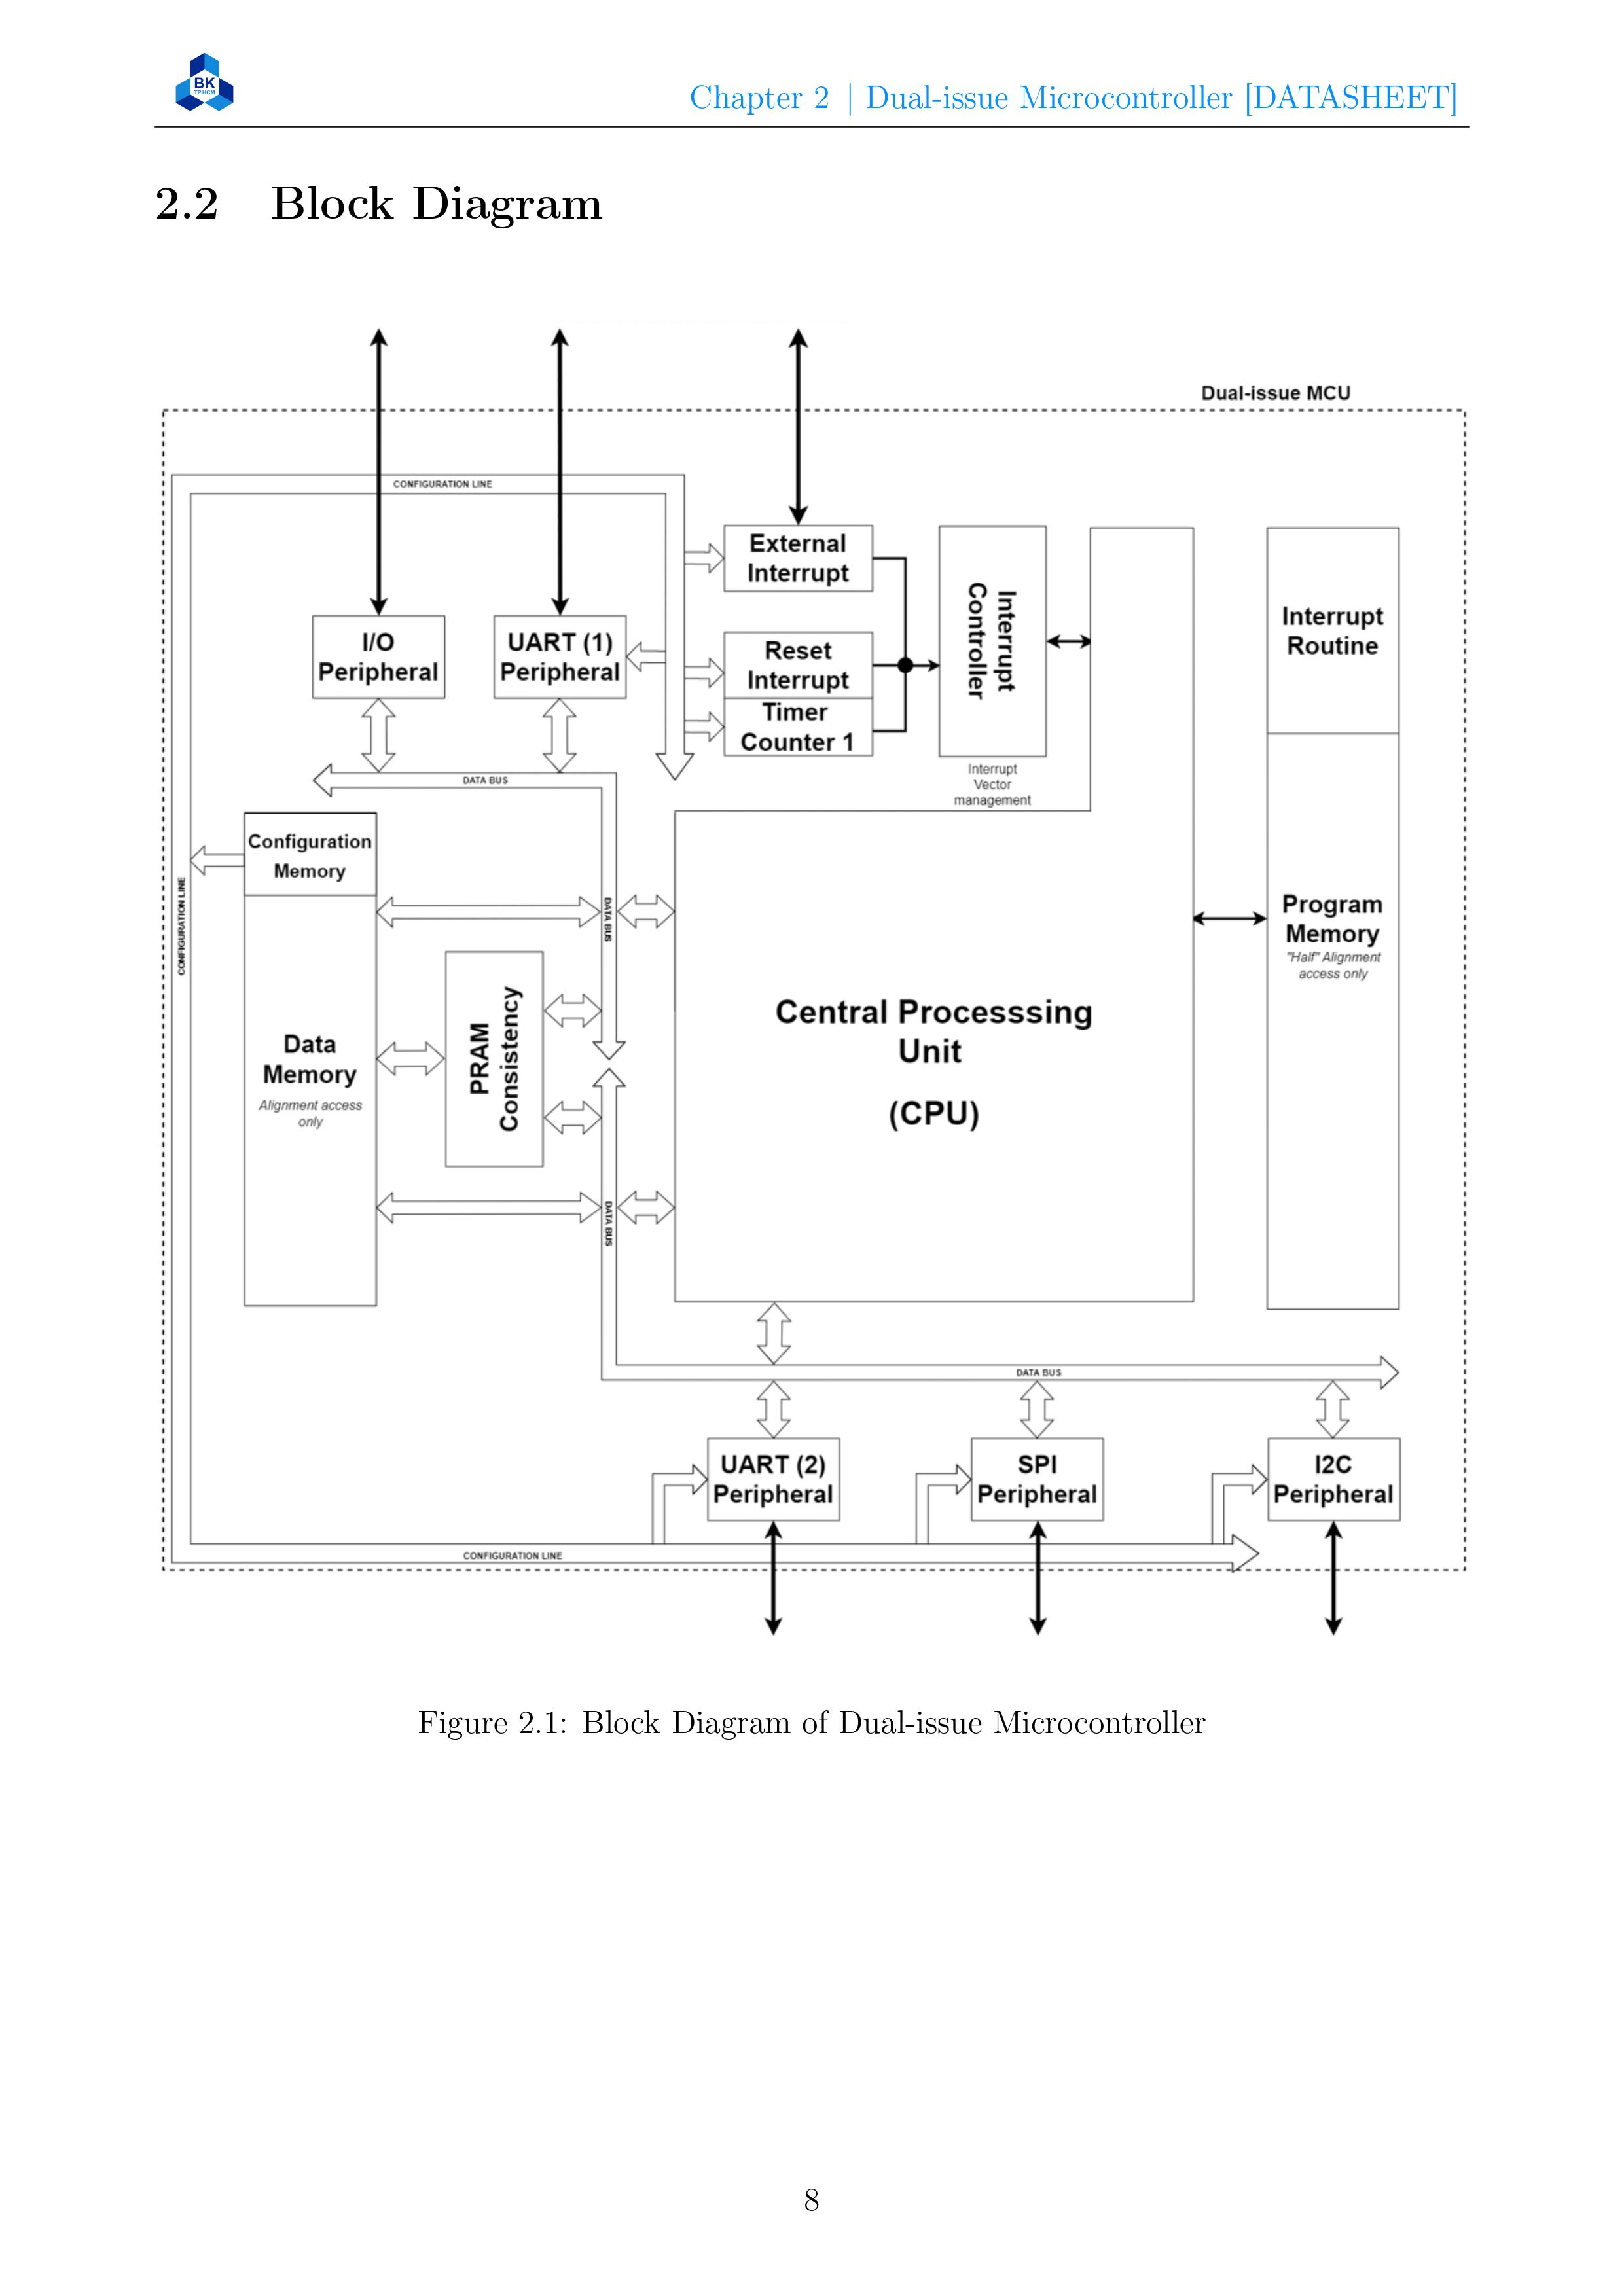 BK
TP.HCM
Chapter 2 | Dual-issue Microcontroller [DATASHEET]
2.2 Block Diagram
Dual-issue MCU
CONFIGURATION LINE
External
Interrupt
Interrupt
Controller
I/O
Peripheral
UART (1)
Peripheral
Reset
Interrupt
Timer
Counter 1
Interrupt
Routine
Interrupt
Vector
management
DATA BUS
Configuration
Memory
CONFIGURATION LINE
DATA BUS
Program
Memory
"Half" Alignment
access only
PRAM
Consistency
Central Processsing
Unit
(CPU)
Data
Memory
Alignment access
only
DATA BUS
DATA BUS
UART (2)
Peripheral
SPI
Peripheral
I2C
Peripheral
CONFIGURATION LINE
Figure 2.1: Block Diagram of Dual-issue Microcontroller
8